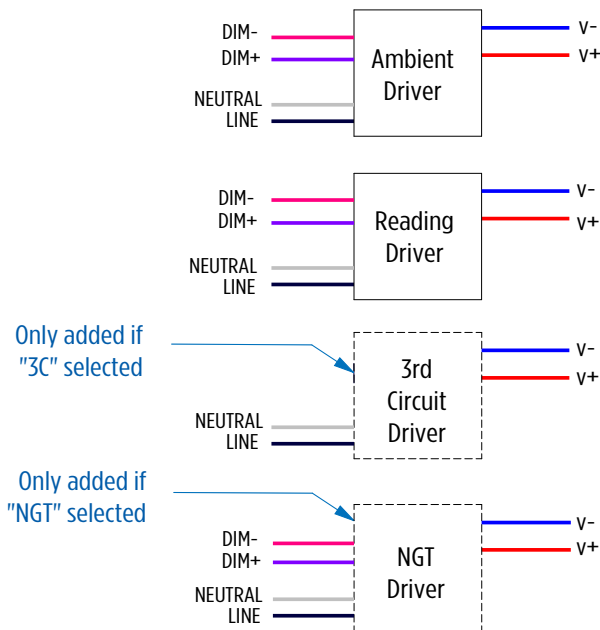 DIM-
DIM+
NEUTRAL
LINE
Ambient
Driver
V-
V+
DIM-
DIM+
NEUTRAL
LINE
Reading
Driver
V-
V+
Only added if
"3C" selected
NEUTRAL
LINE
3rd
Circuit
Driver
V-
V+
Only added if
"NGT" selected
DIM-
DIM+
NEUTRAL
LINE
NGT
Driver
V-
V+